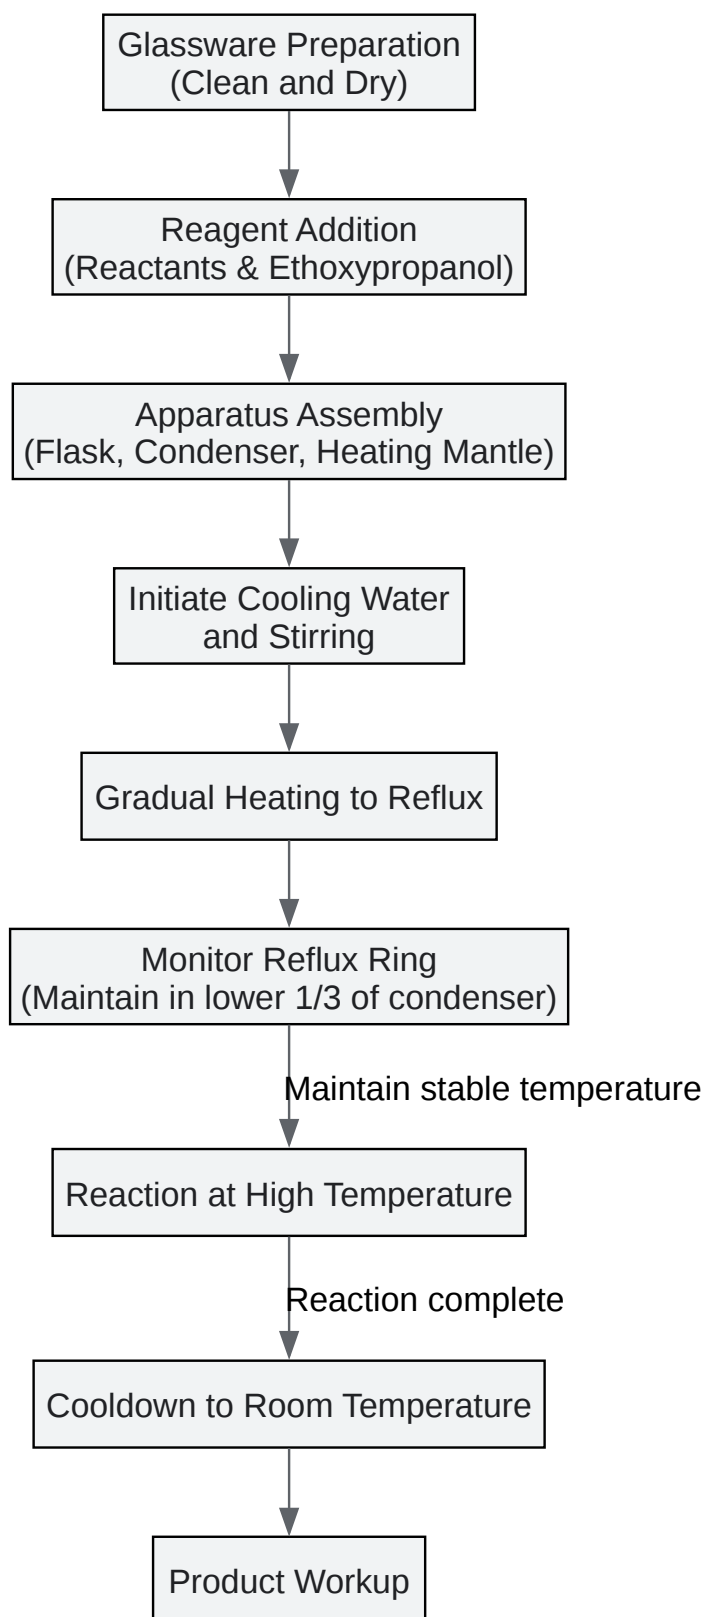 Glassware Preparation
(Clean and Dry)
Reagent Addition
(Reactants & Ethoxypropanol)
Apparatus Assembly
(Flask, Condenser, Heating Mantle)
Initiate Cooling Water
and Stirring
Gradual Heating to Reflux
Monitor Reflux Ring
(Maintain in lower 1/3 of condenser)
Maintain stable temperature
Reaction at High Temperature
Reaction complete
Cooldown to Room Temperature
Product Workup